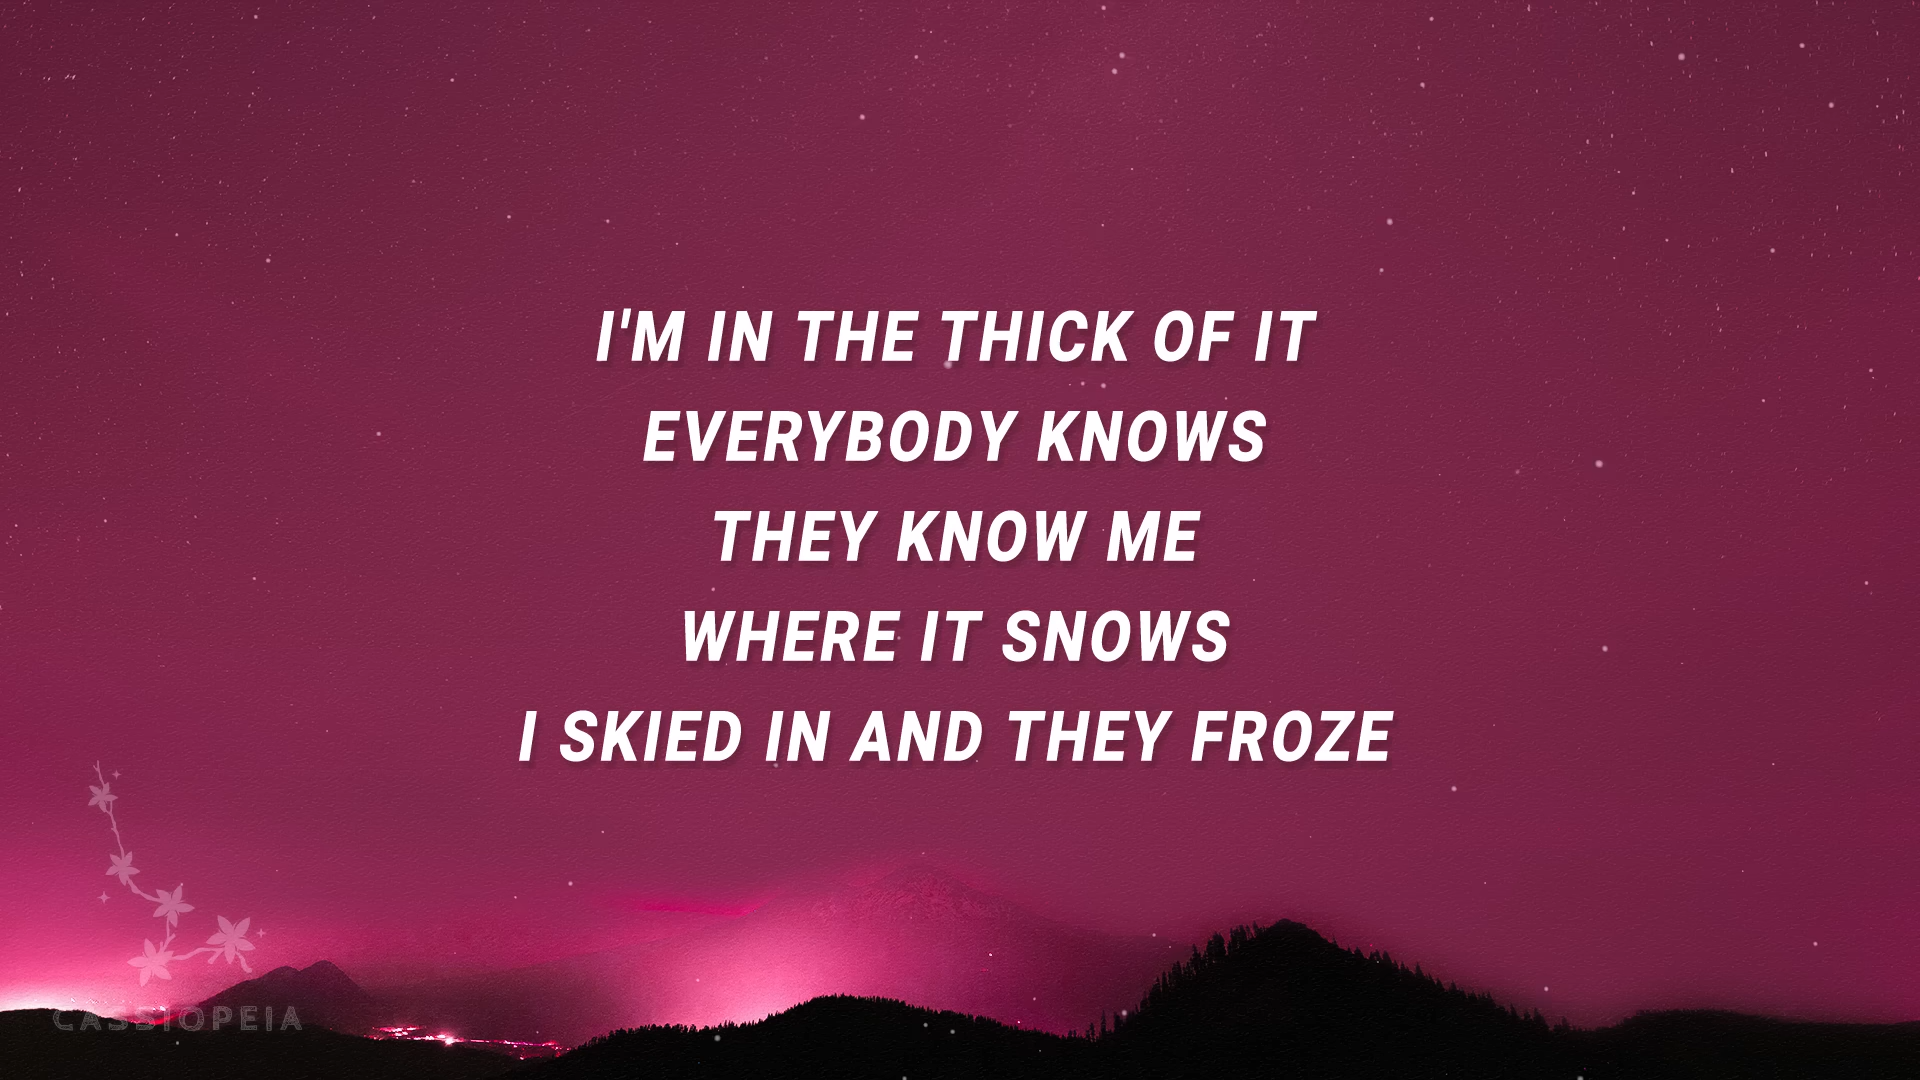 I'M IN THE THICK OF IT
EVERYBODY KNOWS
THEY KNOW ME
WHERE IT SNOWS
I SKIED IN AND THEY FROZE
CASSIOPEIA